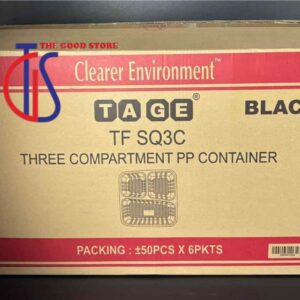 THE GOOD STORE
TGS
Clearer Environment™
TAGE®
BLAC
TF SQ3C
THREE COMPARTMENT PP CONTAINER
PACKING : ±50PCS X 6PKTS